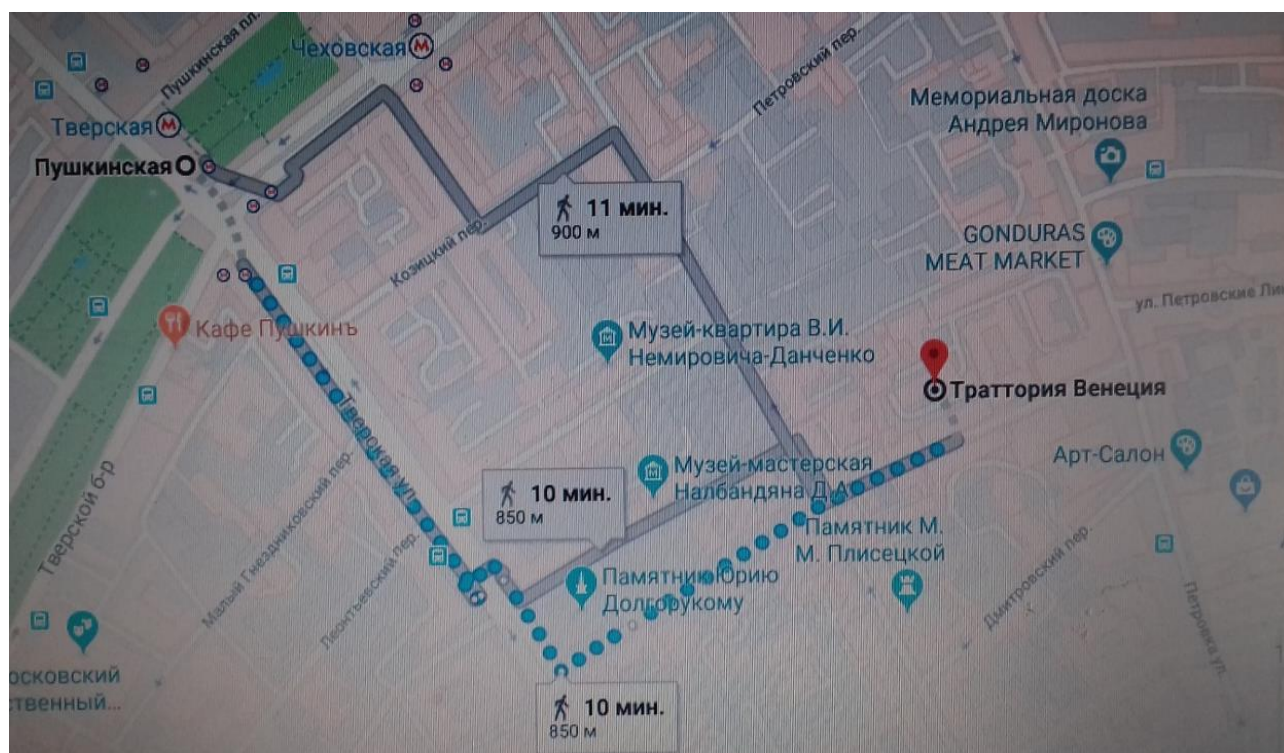 Пушкинская пл.
Чеховская
Тверская
Пушкинская
Петровский пер.
Мемориальная доска
Андрея Миронова
11 мин.
900 м
GONDURAS
MEAT MARKET
Козицкий пер.
ул. Петровские Ли
Кафе Пушкинъ
Музей-квартира В.И.
Немировича-Данченко
Траттория Венеция
Тверская ул.
Музей-мастерская
Налбандяна Д.А
Арт-Салон
10 мин.
850 м
Тверской б-р
Малый Гнездниковский пер.
Леонтьевский пер.
Памятник М.
М. Плисецкой
Памятник Юрию
Долгорукому
Дмитровский пер.
Петровка ул.
осковский
ственный...
10 мин.
850 м